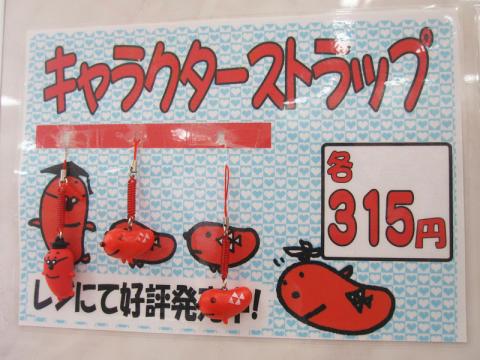 キャラクターストラップ
各
315円
レジにて好評発売中!